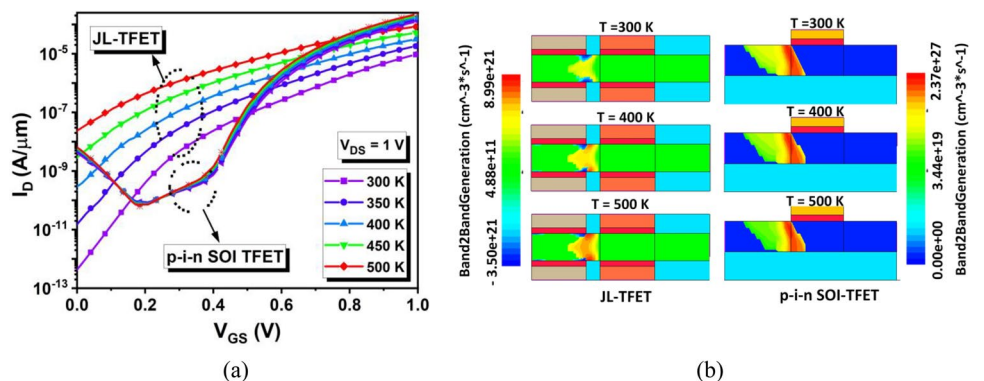 (a)
10^-5
10^-7
10^-9
10^-11
10^-13
I_D (A/μm)
JL-TFET
V_DS = 1 V
300 K
350 K
400 K
450 K
500 K
p-i-n SOI TFET
0.0 0.2 0.4 0.6 0.8 1.0
V_GS (V)
(a)
(b)
Band2BandGeneration (cm^-3*s^-1)
- 3.50e+21 4.88e+11 8.99e+21
T =300 K
T = 400 K
T = 500 K
JL-TFET
T =300 K
T = 400 K
T = 500 K
p-i-n SOI-TFET
0.00e+00 3.44e+19 2.37e+27
Band2BandGeneration (cm^-3*s^-1)
(b)